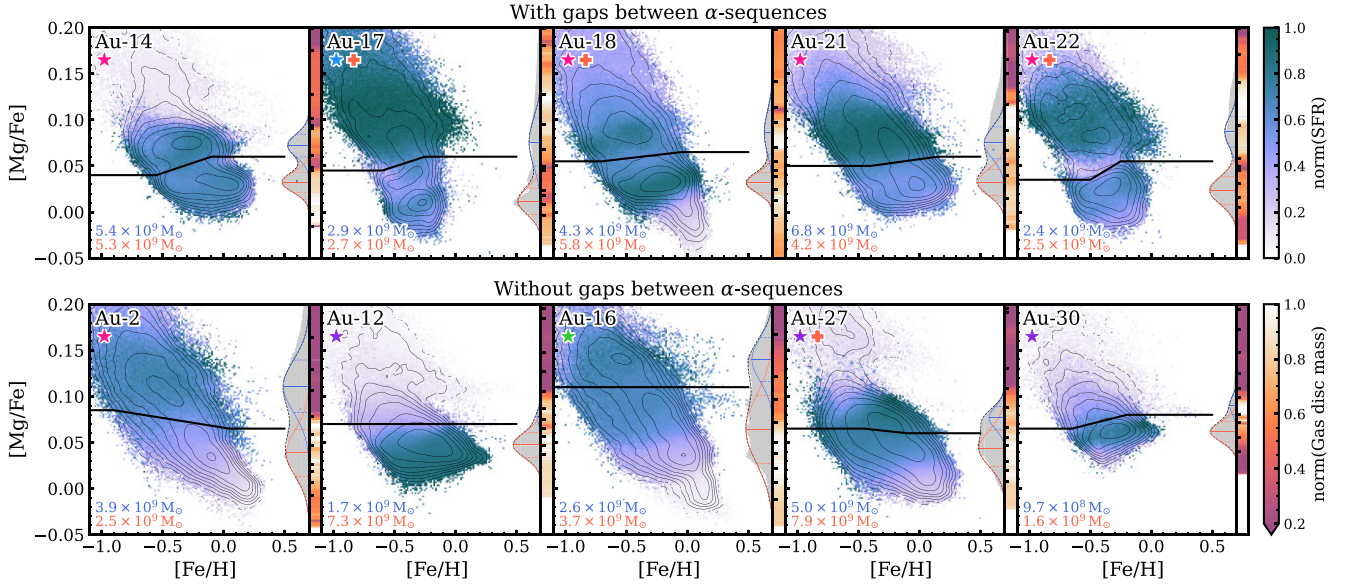 With gaps between α-sequences
Au-14 Au-17 Au-18 Au-21 Au-22
0.20
0.15
0.10
0.05
0.00
−0.05
[Mg/Fe]
5.4 × 10⁹ M⊙ 2.9 × 10⁹ M⊙ 4.3 × 10⁹ M⊙ 6.8 × 10⁹ M⊙ 2.4 × 10⁹ M⊙
5.3 × 10⁹ M⊙ 2.7 × 10⁹ M⊙ 5.8 × 10⁹ M⊙ 4.2 × 10⁹ M⊙ 2.5 × 10⁹ M⊙
1.0
0.8
0.6
0.4
0.2
0.0
norm(SFR)
Without gaps between α-sequences
Au-2 Au-12 Au-16 Au-27 Au-30
0.20
0.15
0.10
0.05
0.00
−0.05
[Mg/Fe]
3.9 × 10⁹ M⊙ 1.7 × 10⁹ M⊙ 2.6 × 10⁹ M⊙ 5.0 × 10⁹ M⊙ 9.7 × 10⁸ M⊙
2.5 × 10⁹ M⊙ 7.3 × 10⁹ M⊙ 3.7 × 10⁹ M⊙ 7.9 × 10⁹ M⊙ 1.6 × 10⁹ M⊙
−1.0 −0.5 0.0 0.5 −1.0 −0.5 0.0 0.5 −1.0 −0.5 0.0 0.5 −1.0 −0.5 0.0 0.5 −1.0 −0.5 0.0 0.5
[Fe/H] [Fe/H] [Fe/H] [Fe/H] [Fe/H]
1.0
0.8
0.6
0.4
0.2
norm(Gas disc mass)